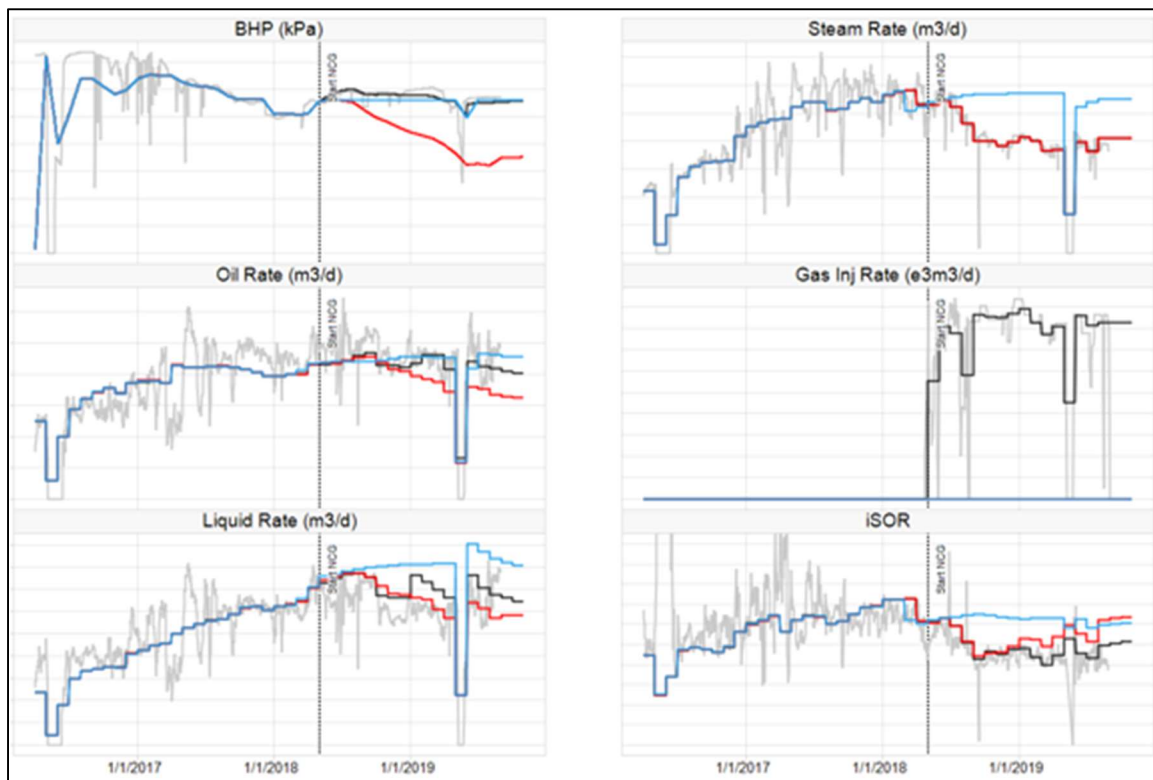 BHP (kPa)
Start NCG
Steam Rate (m3/d)
Start NCG
Oil Rate (m3/d)
Start NCG
Gas Inj Rate (e3m3/d)
Start NCG
Liquid Rate (m3/d)
Start NCG
iSOR
Start NCG
1/1/2017
1/1/2018
1/1/2019
1/1/2017
1/1/2018
1/1/2019